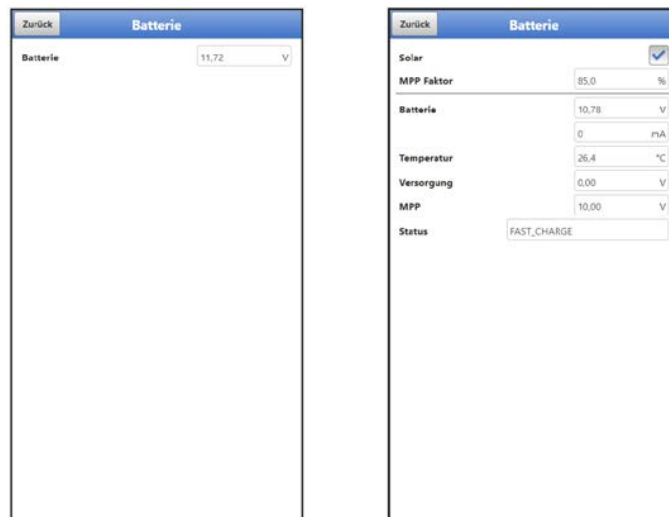 Zurück Batterie
Batterie 11,72 V
Zurück Batterie
Solar
MPP Faktor 85,0 %
Batterie 10,78 V
0 mA
Temperatur 26,4 °C
Versorgung 0,00 V
MPP 10,00 V
Status FAST_CHARGE